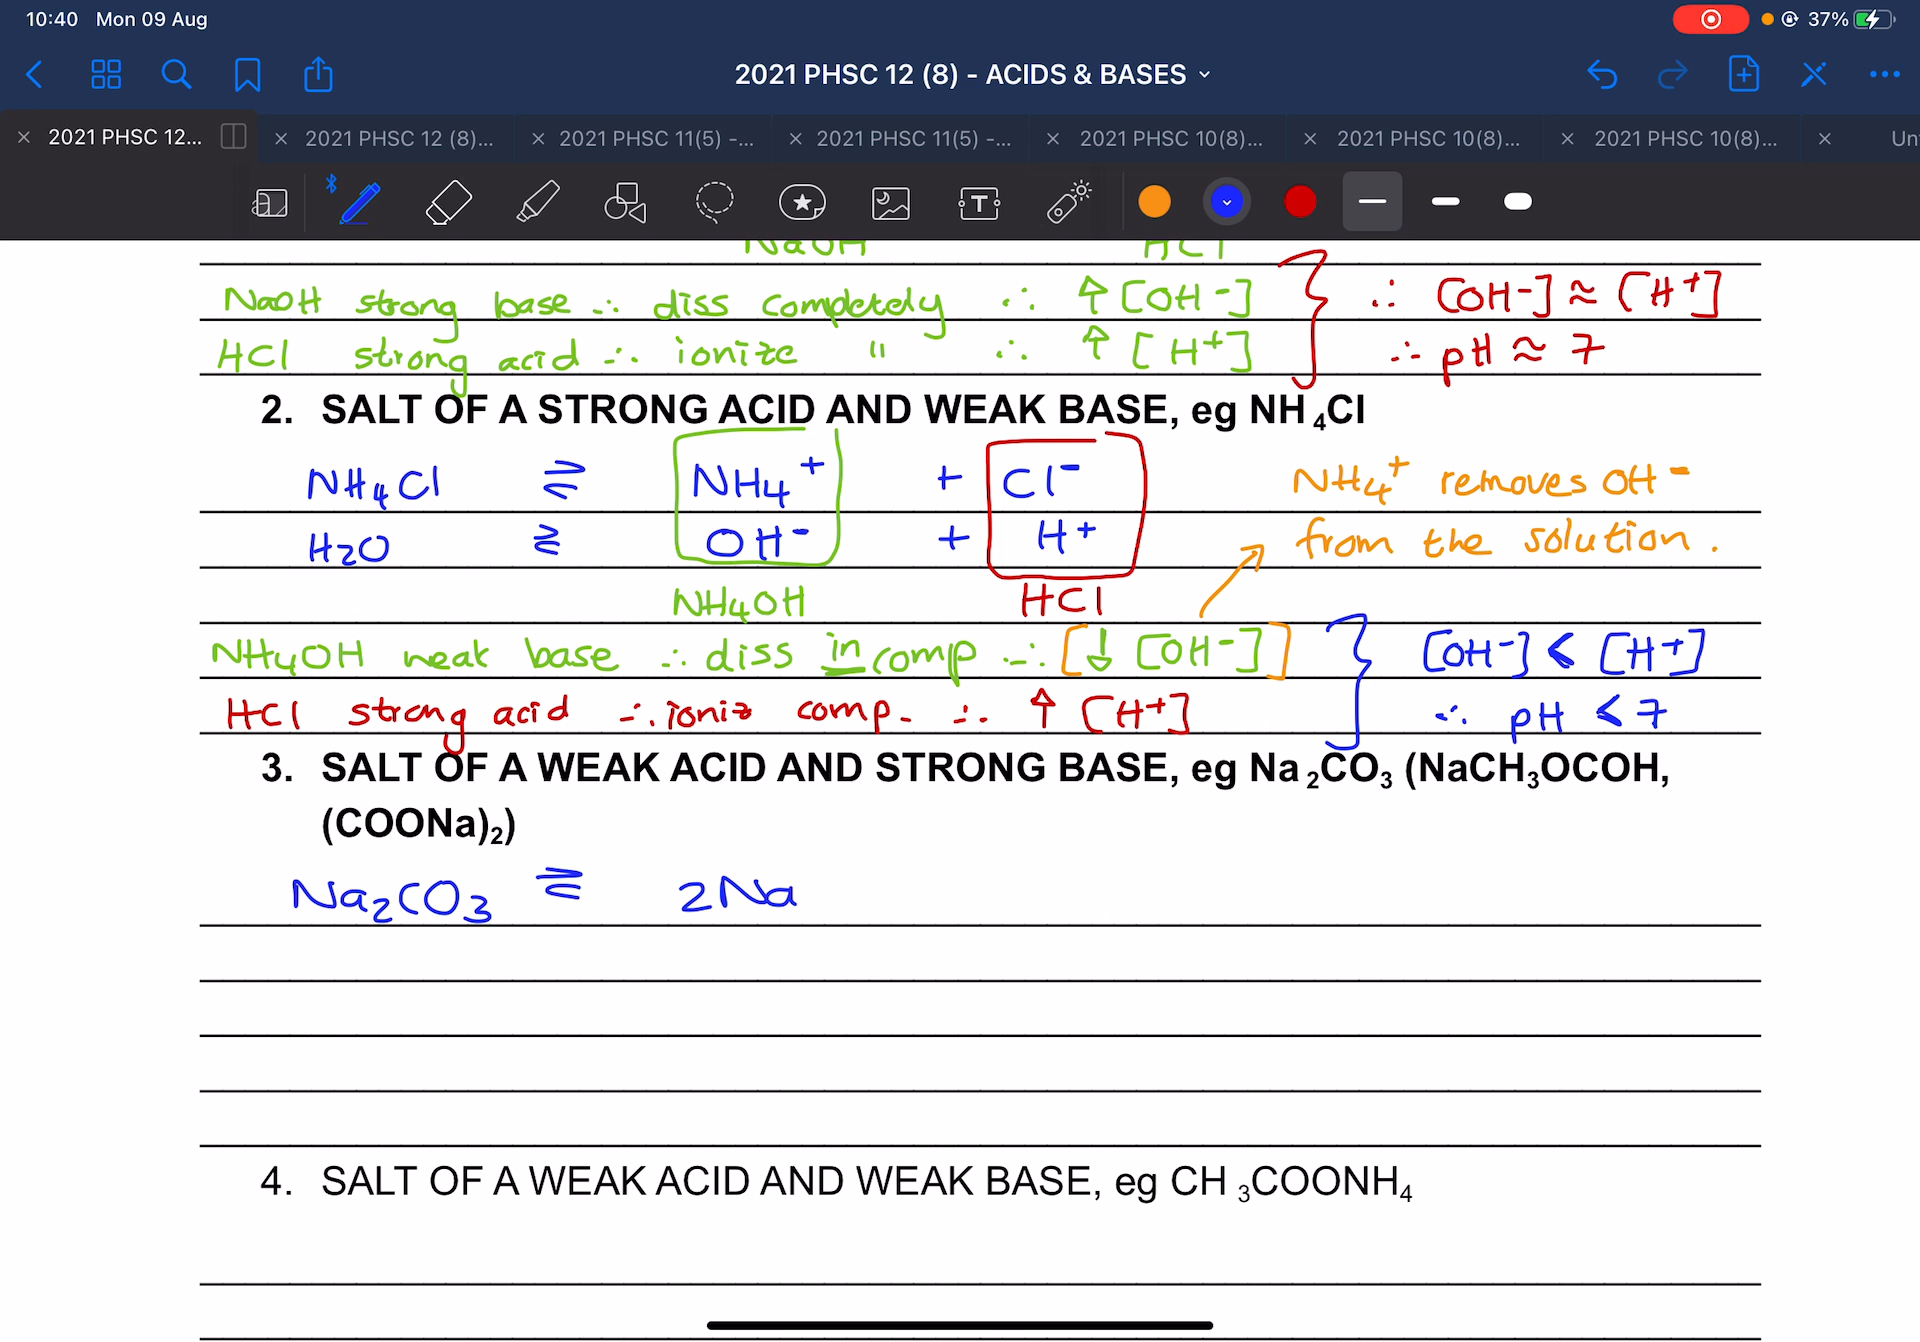 10:40 Mon 09 Aug 37%
2021 PHSC 12 (8) - ACIDS & BASES
2021 PHSC 12... 2021 PHSC 12 (8)... 2021 PHSC 11(5) -... 2021 PHSC 11(5) -... 2021 PHSC 10(8)... 2021 PHSC 10(8)... 2021 PHSC 10(8)... Un
NaOH HCl
NaOH strong base ∴ diss completely ∴ ↑ [OH-] } ∴ [OH-] ≈ [H+]
HCl strong acid ∴ ionize " ∴ ↑ [H+] ∴ pH ≈ 7
2. SALT OF A STRONG ACID AND WEAK BASE, eg NH₄Cl
NH4Cl ⇌ NH4+ + Cl- NH4+ removes OH-
H2O ⇌ OH- + H+ from the solution.
NH4OH HCl
NH4OH weak base ∴ diss incomp ∴ [↓ [OH-]] } [OH-] < [H+]
HCl strong acid ∴ ioniz comp. ∴ ↑ [H+] ∴ pH < 7
3. SALT OF A WEAK ACID AND STRONG BASE, eg Na₂CO₃ (NaCH₃OCOH,
(COONa)₂)
Na2CO3 ⇌ 2Na
4. SALT OF A WEAK ACID AND WEAK BASE, eg CH₃COONH₄